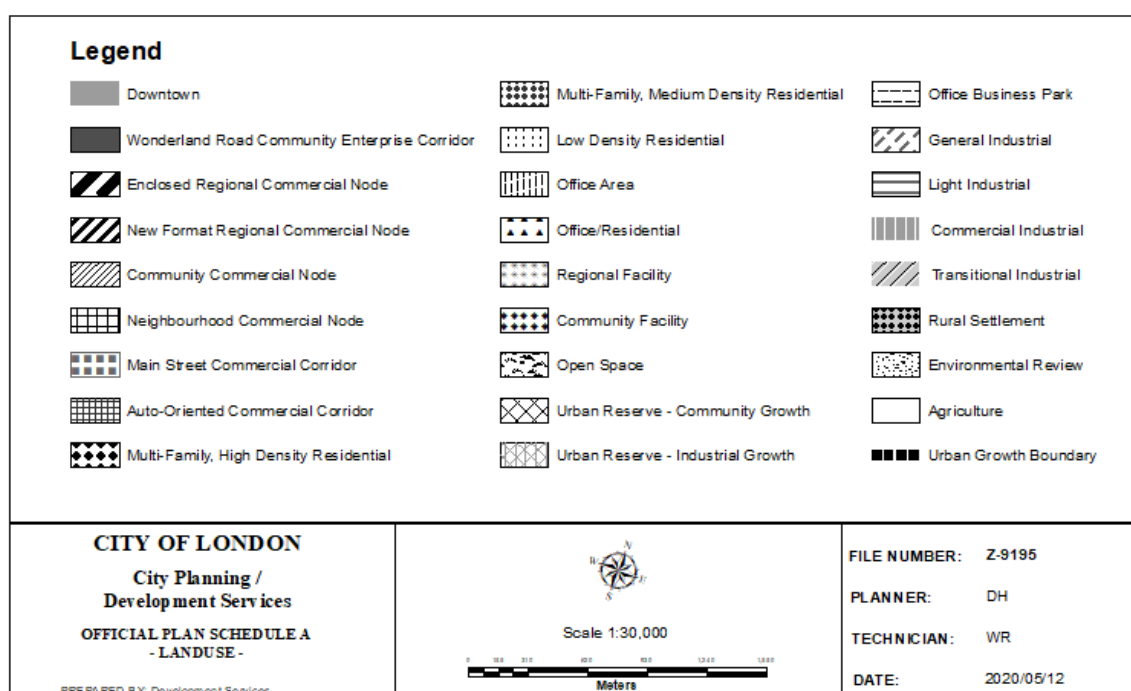 Legend
Downtown
Wonderland Road Community Enterprise Corridor
Enclosed Regional Commercial Node
New Format Regional Commercial Node
Community Commercial Node
Neighbourhood Commercial Node
Main Street Commercial Corridor
Auto-Oriented Commercial Corridor
Multi-Family, High Density Residential
Multi-Family, Medium Density Residential
Low Density Residential
Office Area
Office/Residential
Regional Facility
Community Facility
Open Space
Urban Reserve - Community Growth
Urban Reserve - Industrial Growth
Office Business Park
General Industrial
Light Industrial
Commercial Industrial
Transitional Industrial
Rural Settlement
Environmental Review
Agriculture
Urban Growth Boundary
CITY OF LONDON
City Planning /
Development Services
OFFICIAL PLAN SCHEDULE A
- LANDUSE -
PREPARED BY: Development Services
N
W E
S
Scale 1:30,000
Meters
FILE NUMBER: Z-9195
PLANNER: DH
TECHNICIAN: WR
DATE: 2020/05/12